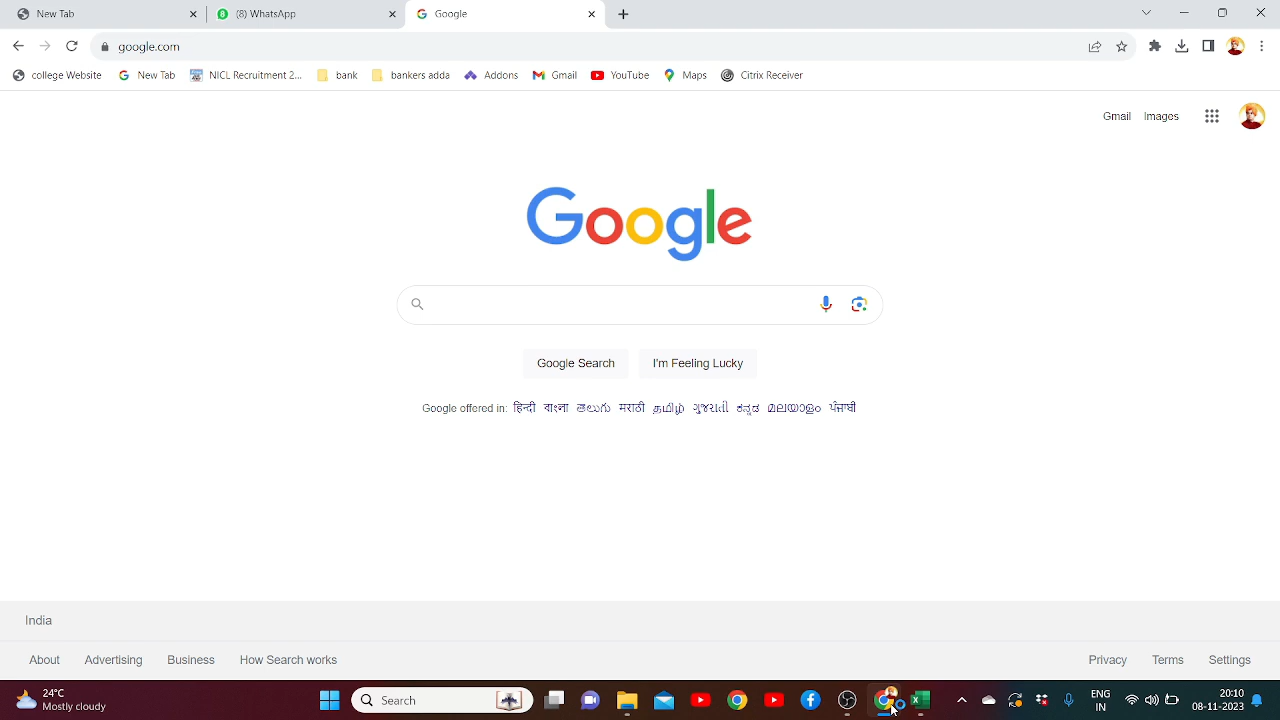 New Tab
(8) WhatsApp
Google
google.com
college Website
New Tab
NICL Recruitment 2...
bank
bankers adda
Addons
Gmail
YouTube
Maps
Citrix Receiver
Gmail Images
Google
Google Search
I'm Feeling Lucky
Google offered in: हिन्दी বাংলা తెలుగు मराठी தமிழ் ગુજરાતી ಕನ್ನಡ മലയാളം ਪੰਜਾਬੀ
India
About Advertising Business How Search works
Privacy Terms Settings
24°C
Mostly cloudy
Search
ENG
IN
20:10
08-11-2023